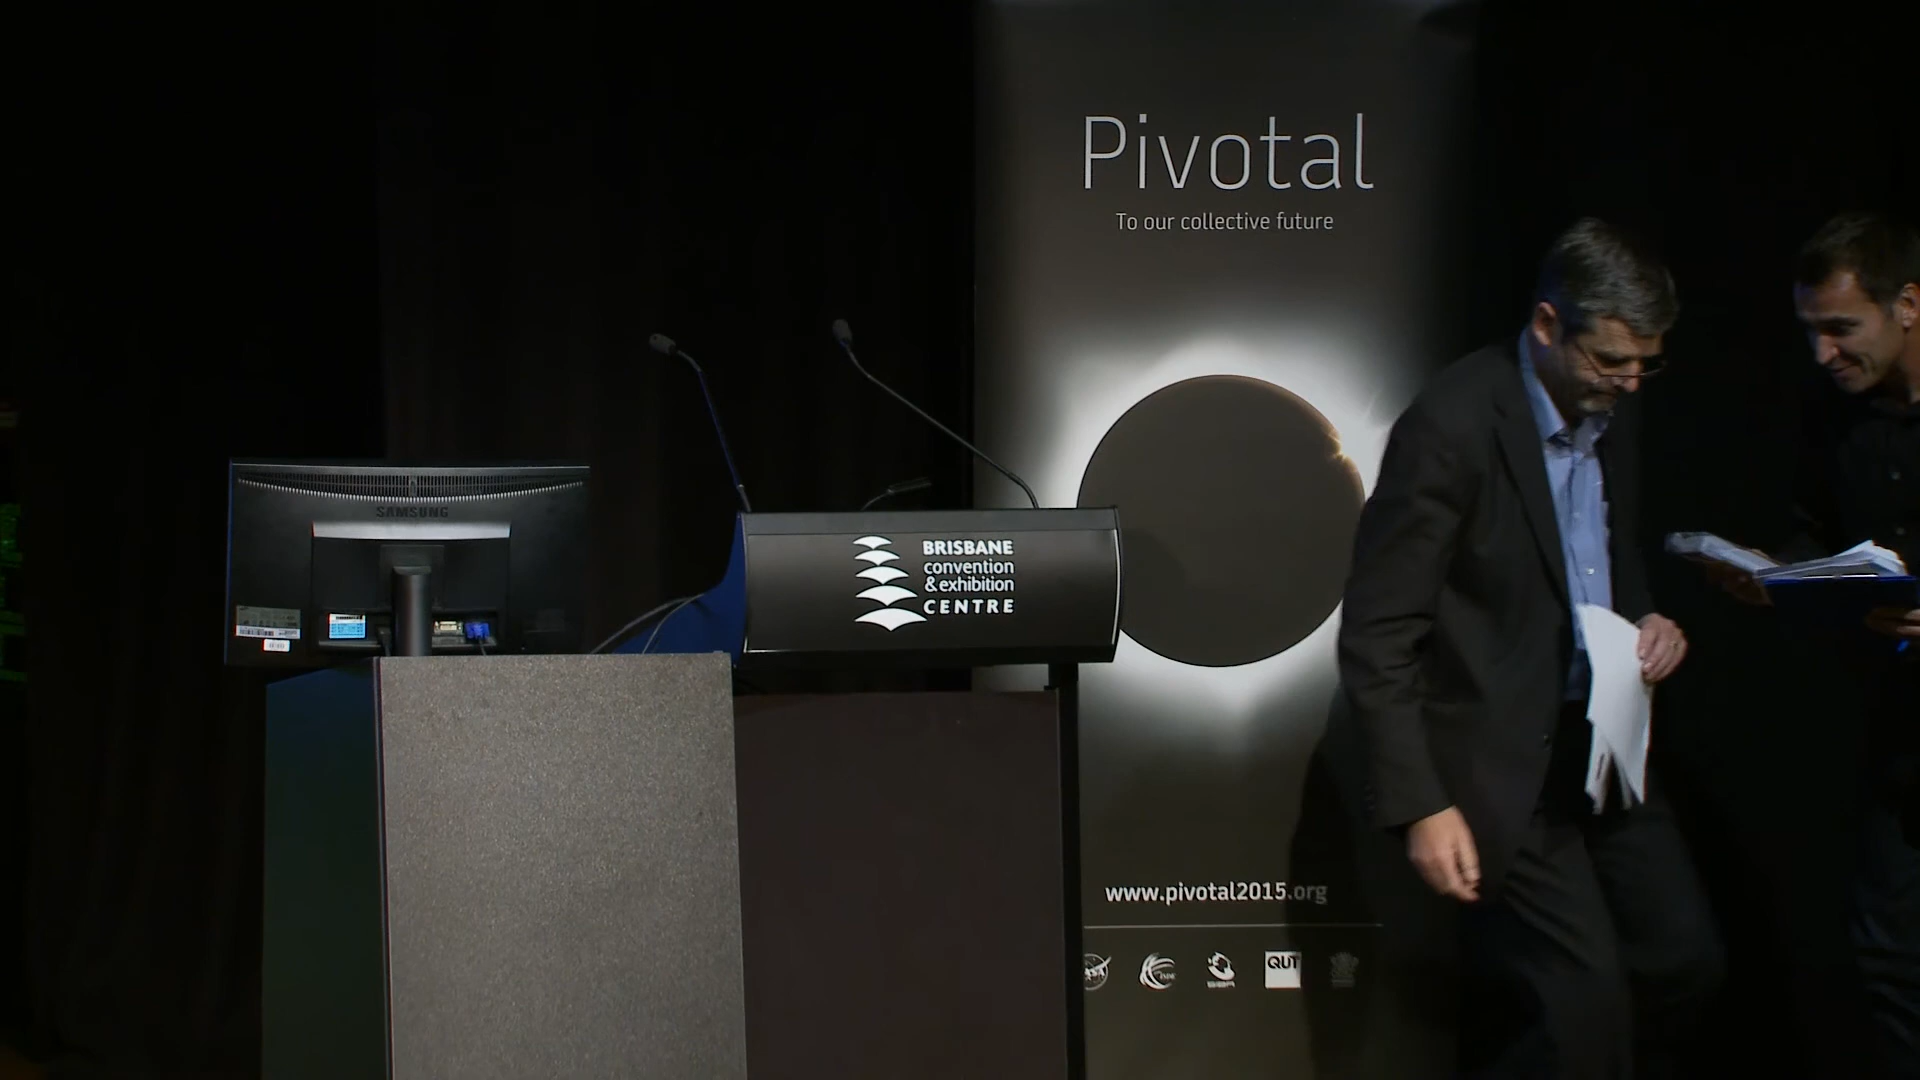 Pivotal
To our collective future
SAMSUNG
BRISBANE
convention
& exhibition
CENTRE
www.pivotal2015.org
QUT